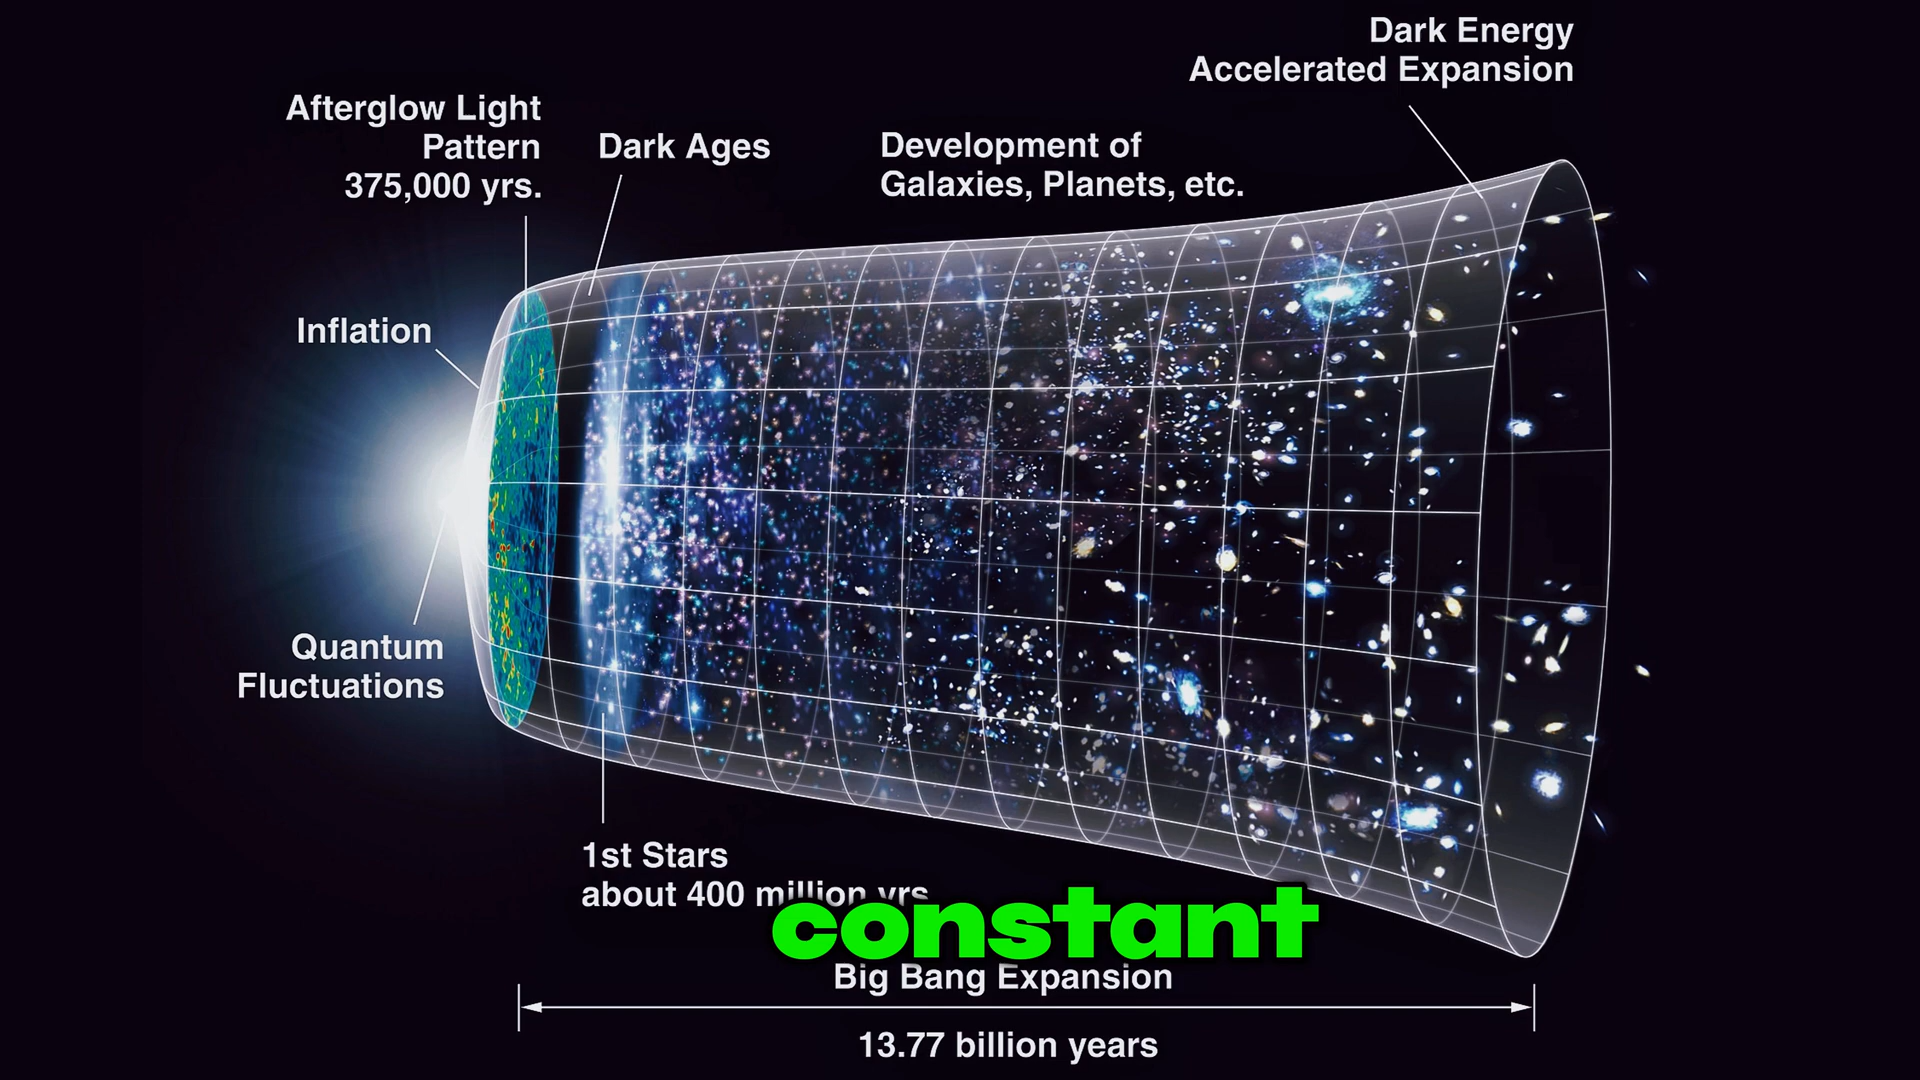 Dark Energy
Accelerated Expansion
Afterglow Light
Pattern
375,000 yrs.
Dark Ages
Development of
Galaxies, Planets, etc.
Inflation
Quantum
Fluctuations
1st Stars
about 400 million yrs
constant
Big Bang Expansion
13.77 billion years